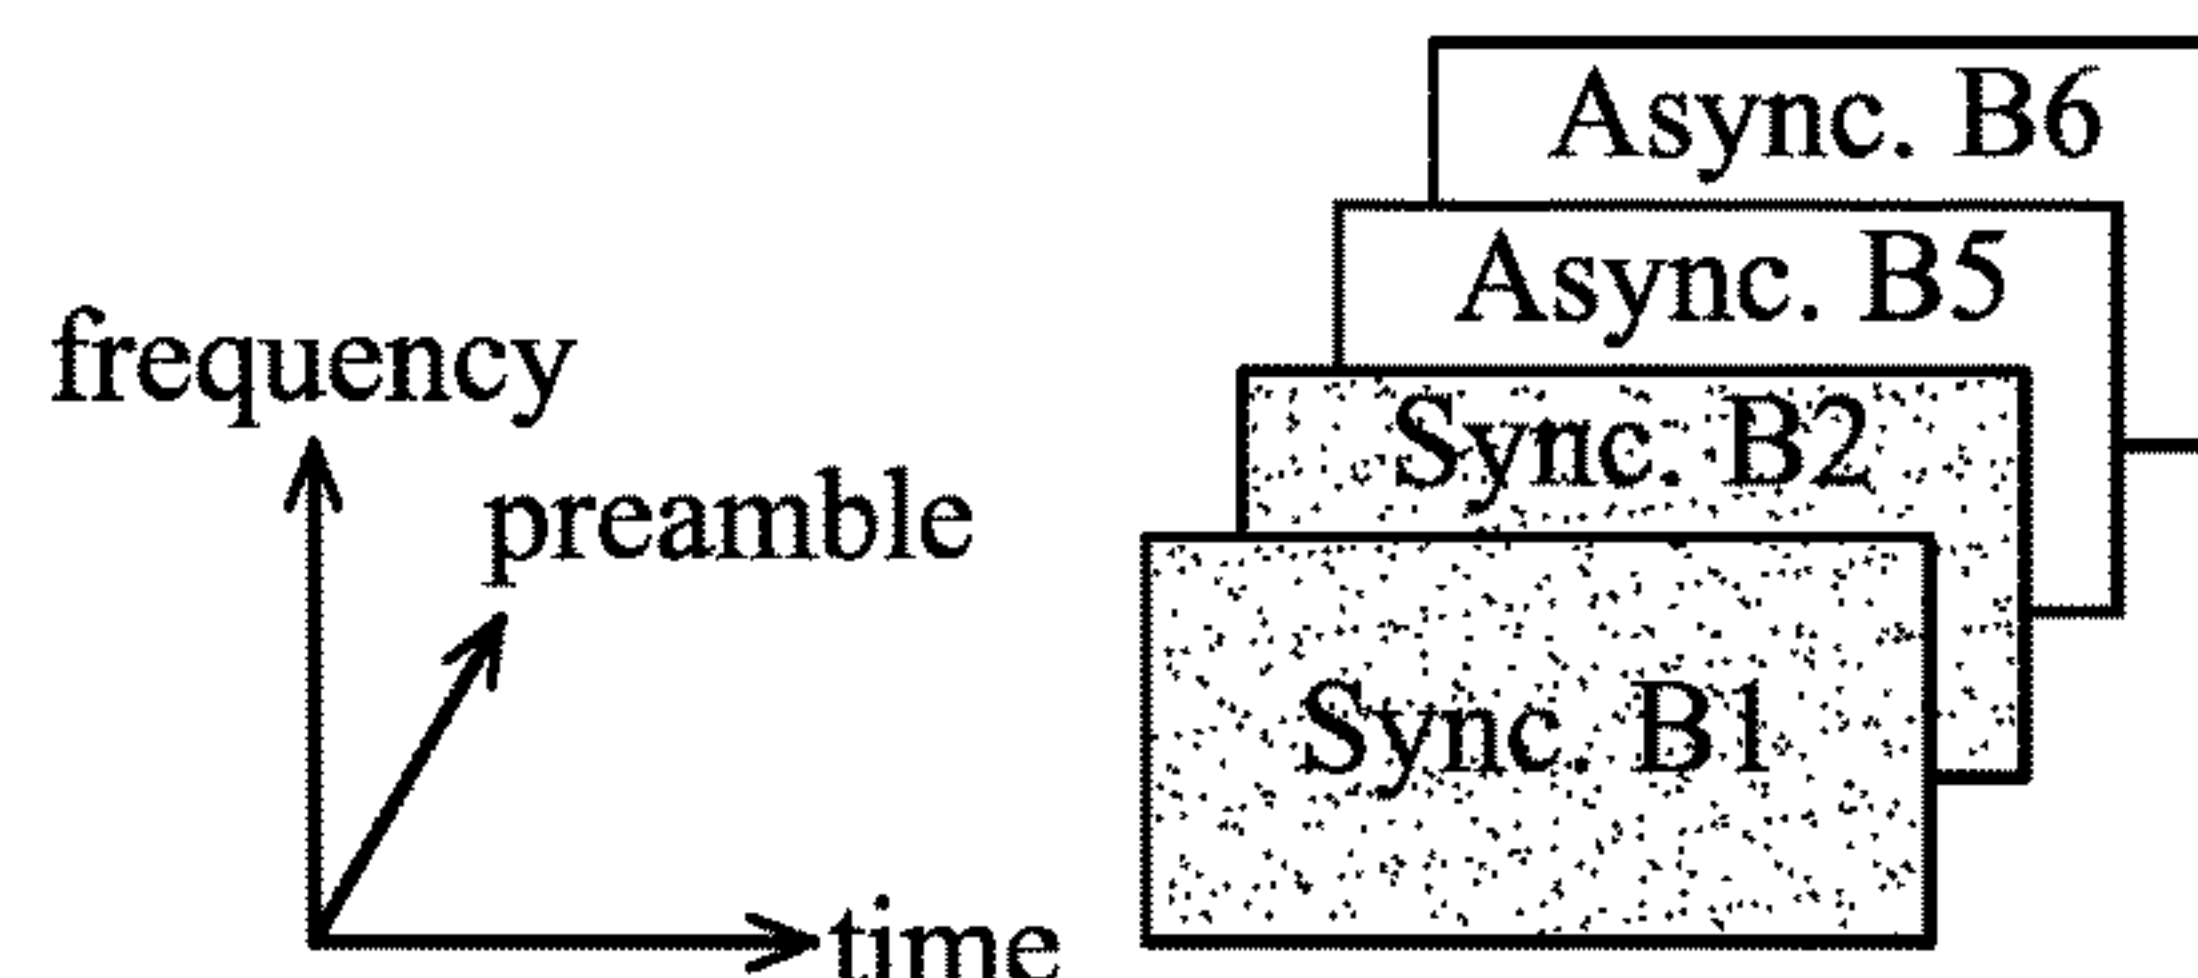 Async. B6
Async. B5
frequency
Sync. B2
preamble
Sync. B1
time